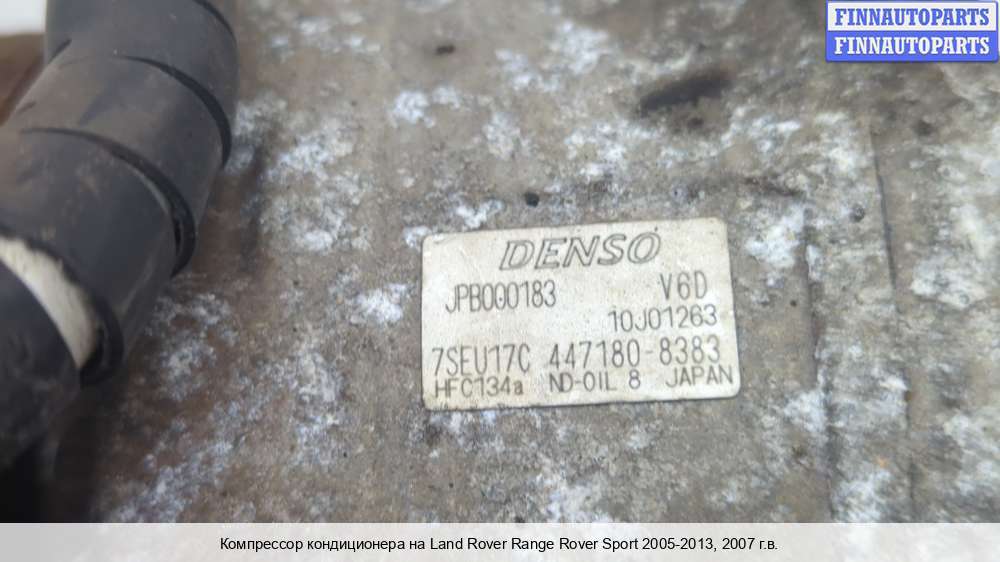 FINNAUTOPARTS
FINNAUTOPARTS
DENSO
JPB000183 V6D
10J01263
7SEU17C 447180-8383
HFC134a ND-OIL 8 JAPAN
Компрессор кондиционера на Land Rover Range Rover Sport 2005-2013, 2007 г.в.